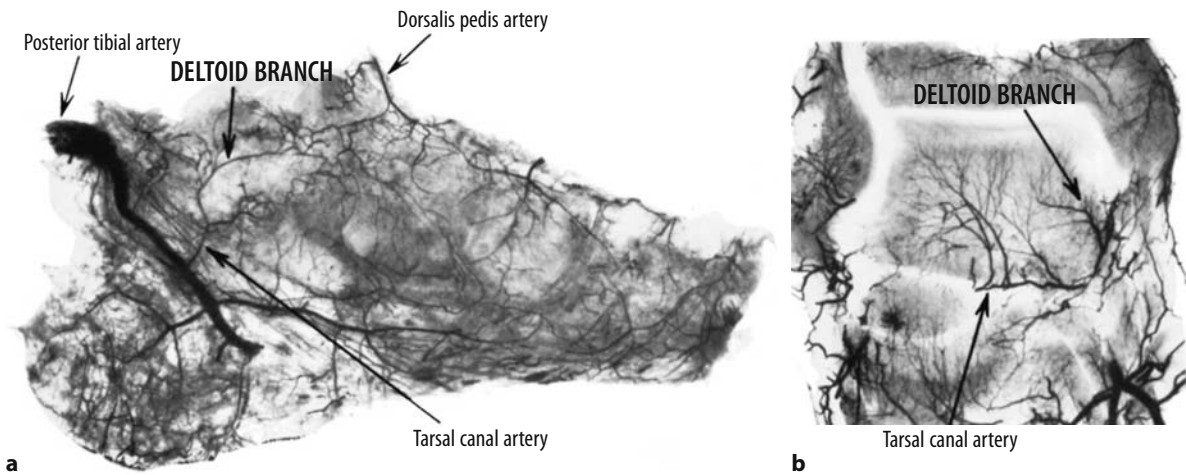 Posterior tibial artery
Dorsalis pedis artery
DELTOID BRANCH
Tarsal canal artery
a
DELTOID BRANCH
Tarsal canal artery
b